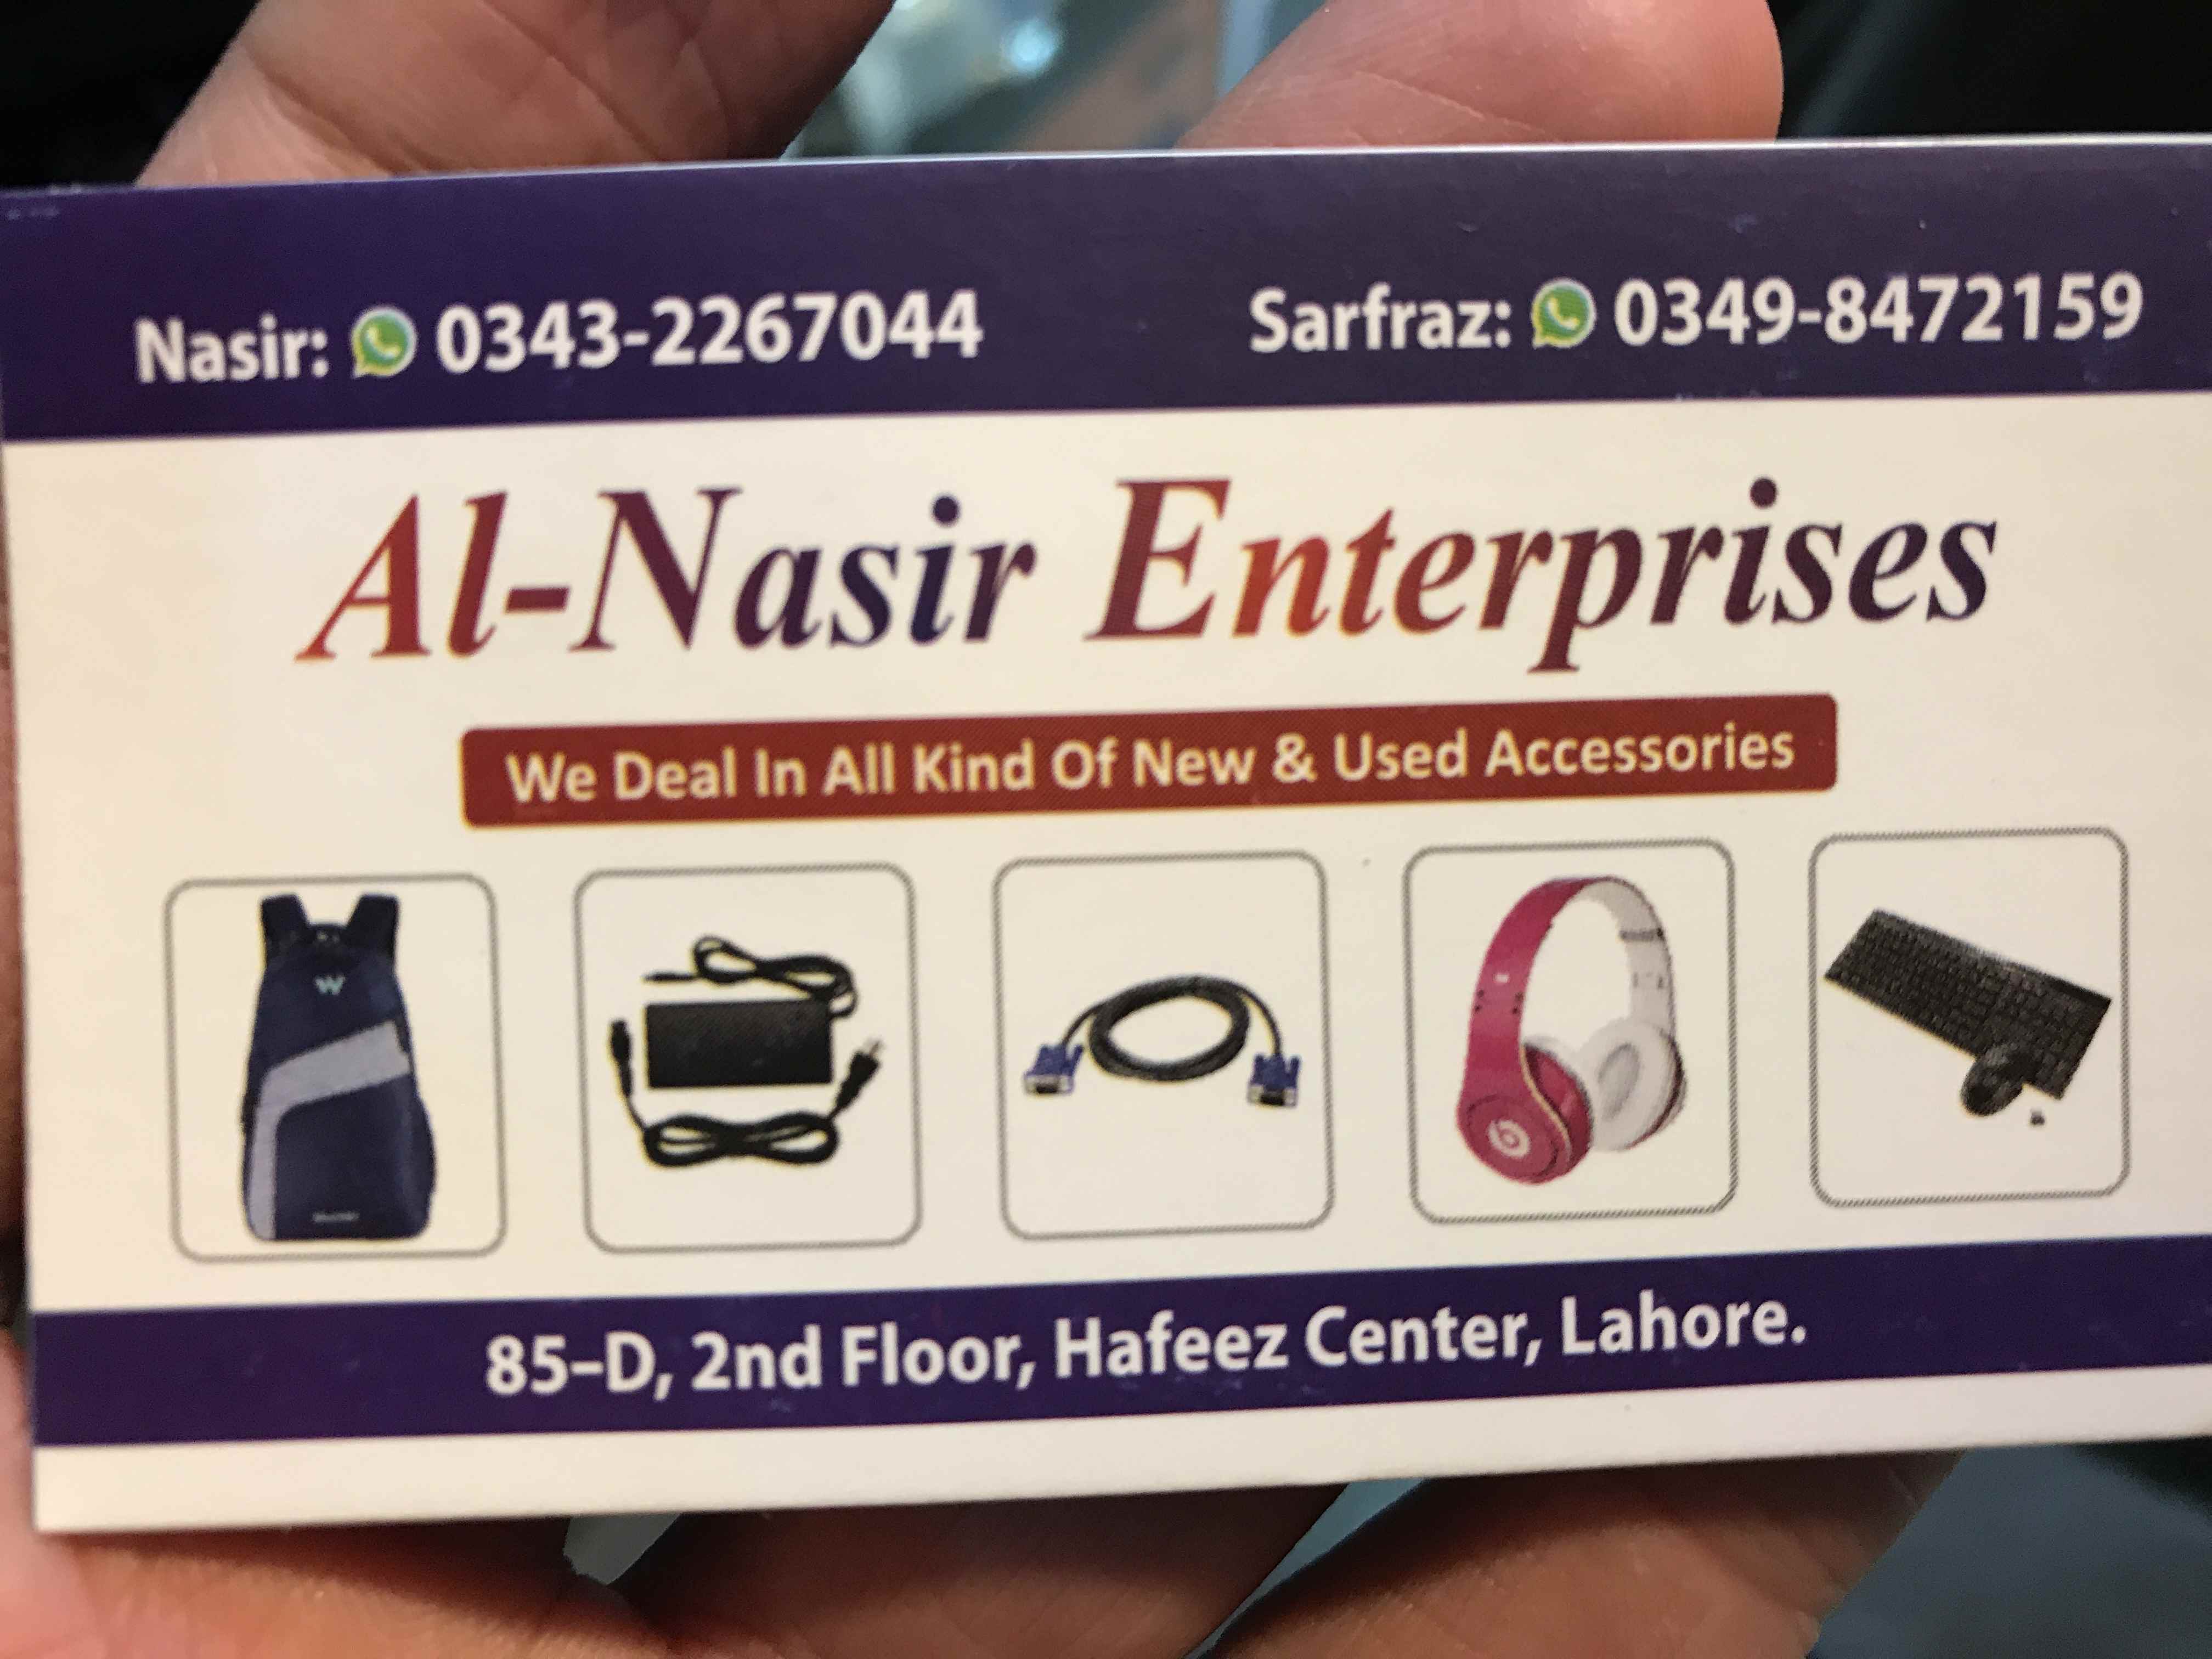 Nasir: 0343-2267044 Sarfraz: 0349-8472159
Al-Nasir Enterprises
We Deal In All Kind Of New & Used Accessories
W
b
85-D, 2nd Floor, Hafeez Center, Lahore.